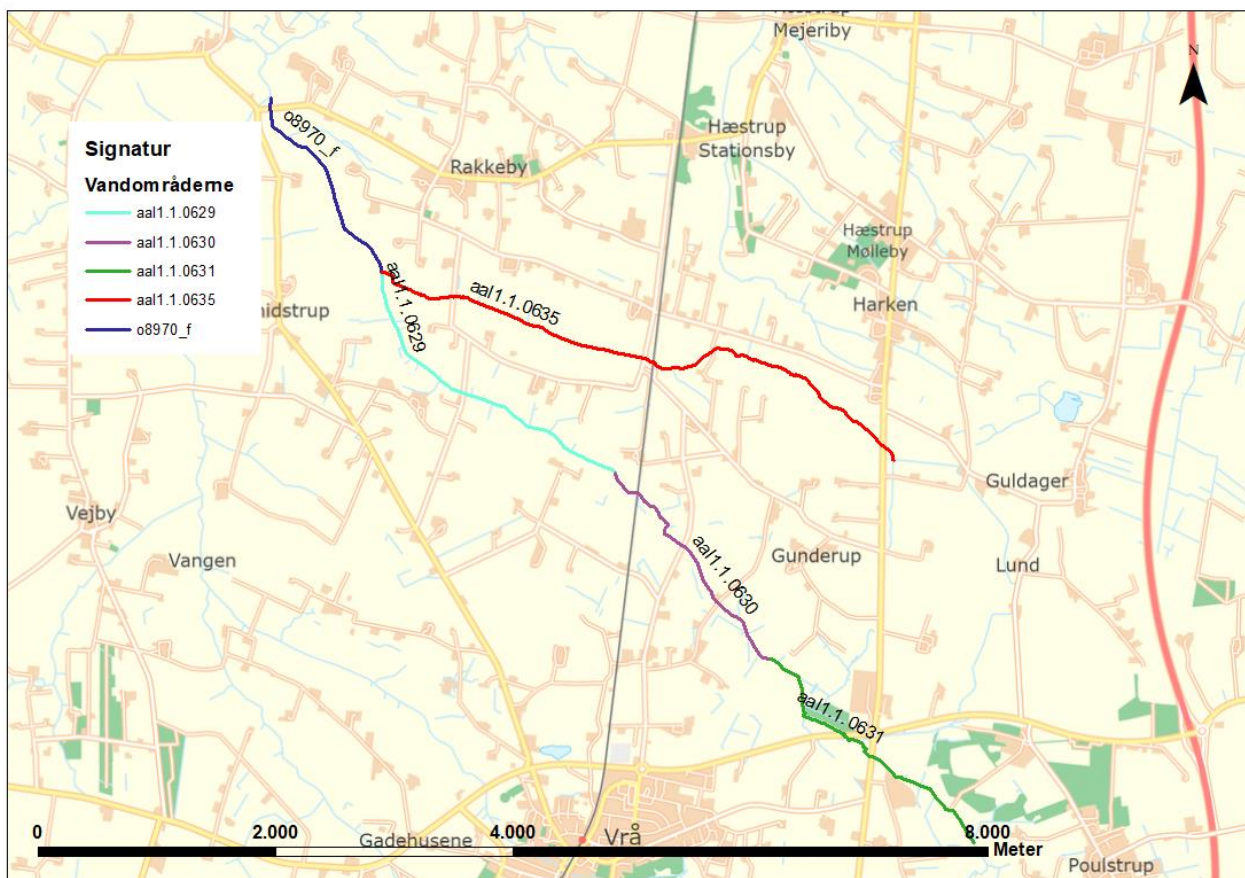 Mejeriby
N
o8970_f
Hæstrup
Stationsby
Signatur
Rakkeby
Vandområderne
aal1.1.0629
aal1.1.0630
aal1.1.0631
aal1.1.0635
o8970_f
Hæstrup
Mølleby
Harken
aal1.1.0629
aal1.1.0635
idstrup
Guldager
Vejby
Vangen
aal1.1.0630
Gunderup
Lund
aal1.1.0631
0
2.000
4.000
8.000
Gadehusene
Vrå
Meter
Poulstrup